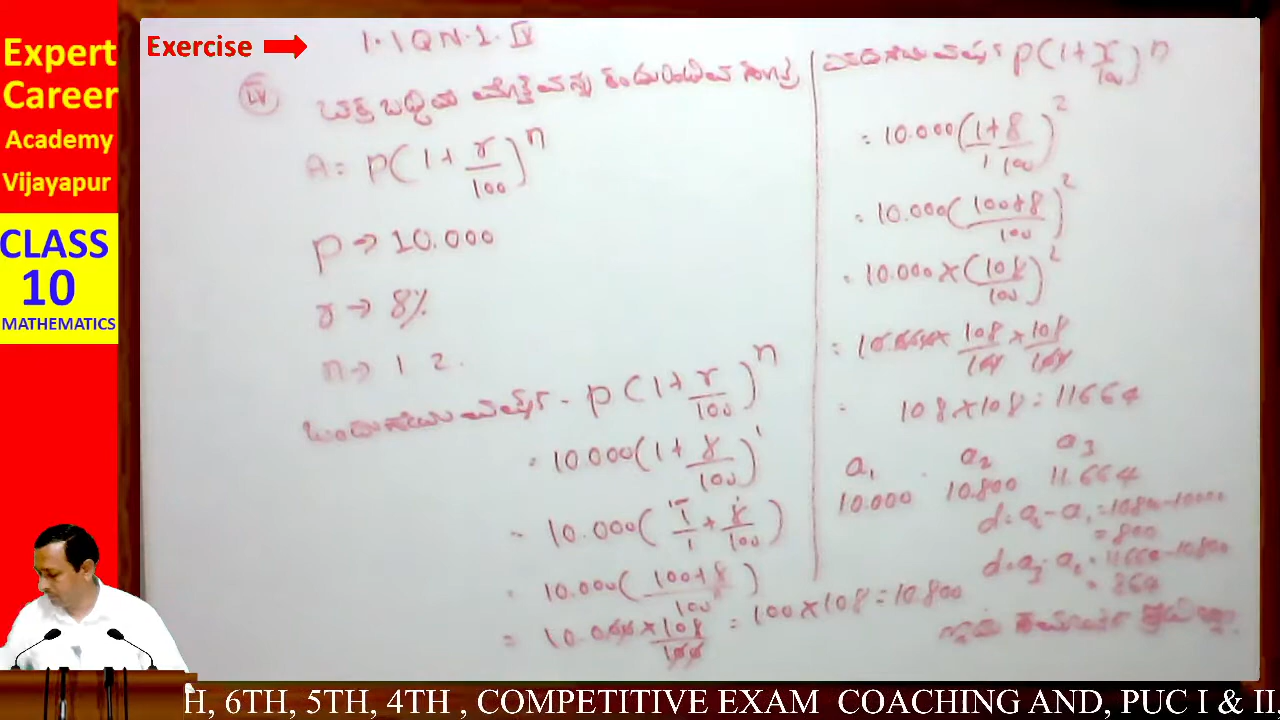 Expert
Career
Academy
Vijayapur
CLASS
10
MATHEMATICS
Exercise
1.1 Q N.1. IV
IV
A = P(1 + r/100)^n
P → 10.000
r → 8%
n → 1 2.
P(1 + r/100)^n
= 10.000(1 + 8/100)^1
= 10.000(1/1 + 8/100)
= 10.000(100+8/100)
= 10.000 × 108/100 = 100 × 108 = 10.800
P(1 + r/100)^n
= 10.000(1/1 + 8/100)^2
= 10.000(100+8/100)^2
= 10.000 × (108/100)^2
= 10.000 × 108/100 × 108/100
= 108 × 108 = 11664
a₁ a₂ a₃
10.000 10.800 11.664
d = a₂ - a₁ = 10800 - 10000
= 800
= 864
H, 6TH, 5TH, 4TH , COMPETITIVE EXAM COACHING AND, PUC I & II,